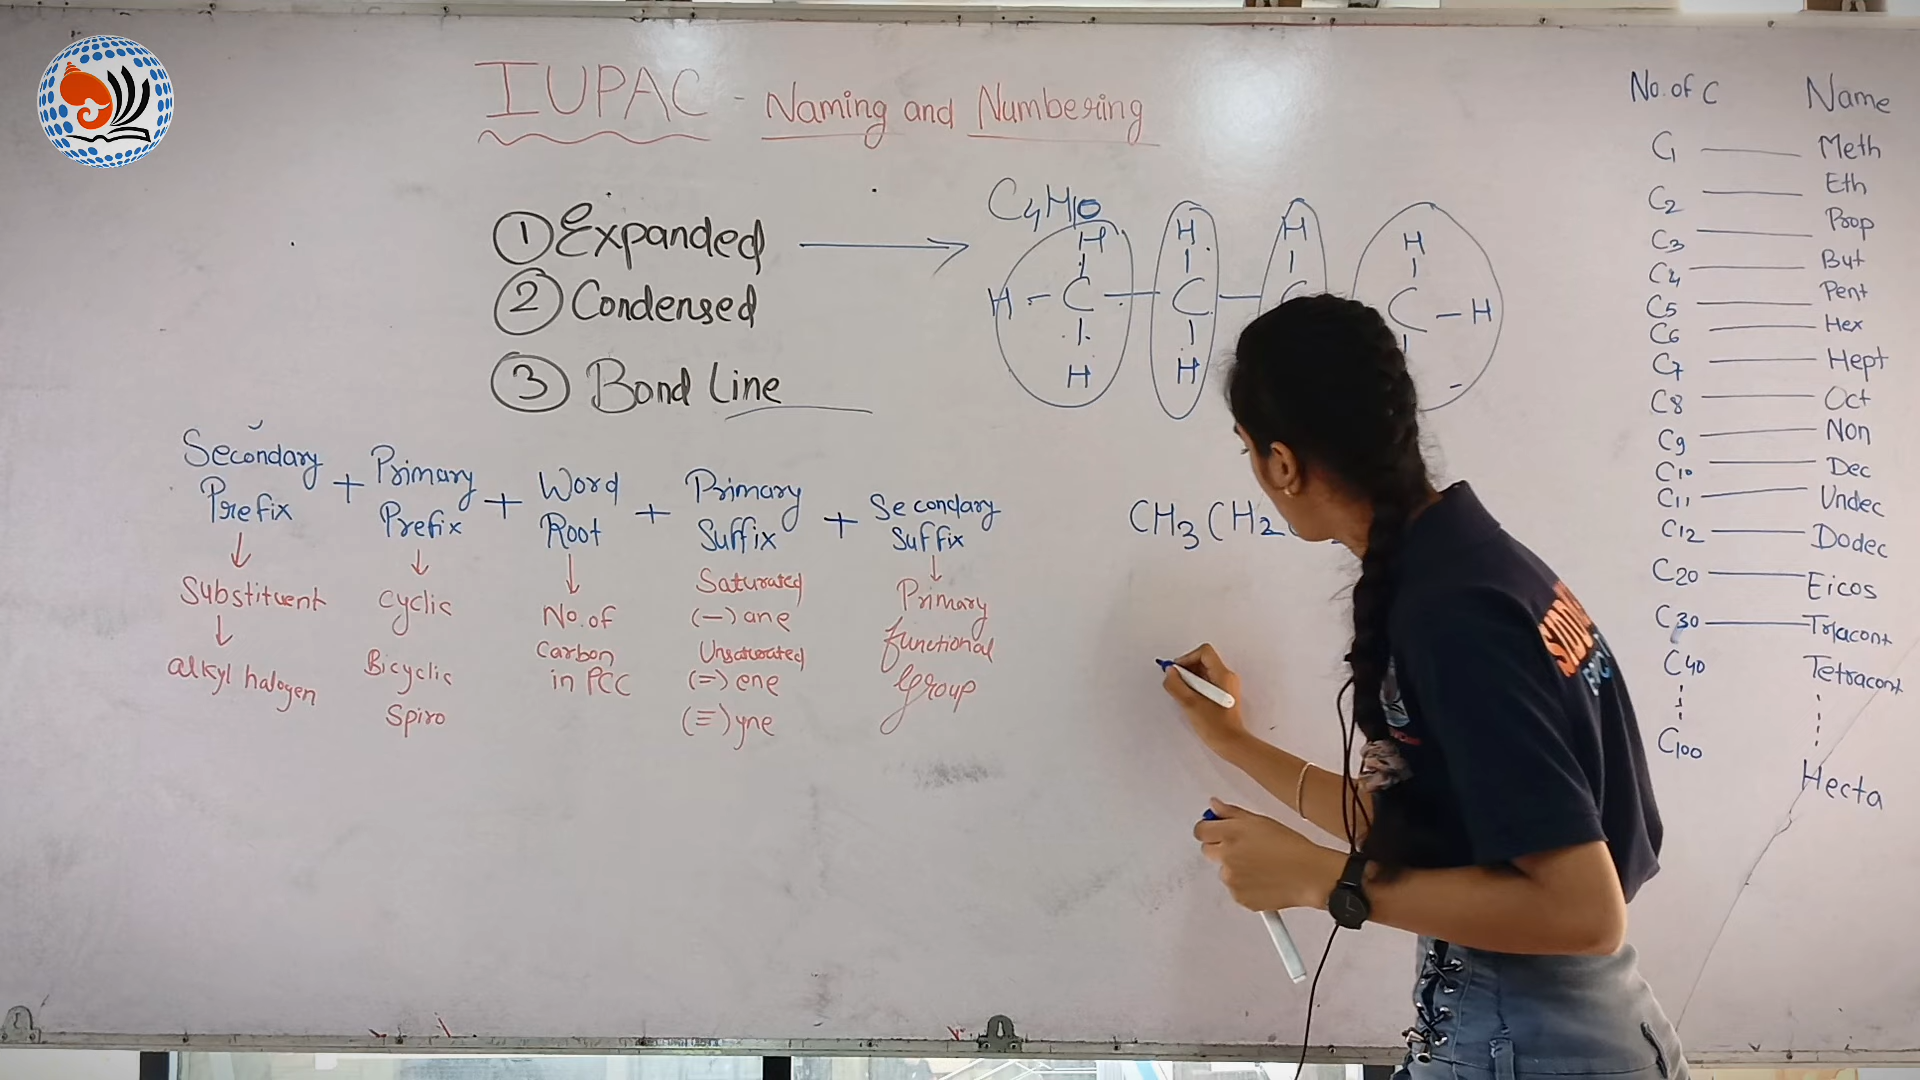 IUPAC - Naming and Numbering
① Expanded
② Condensed
③ Bond Line
C4H10
H H H H
H - C - C - C C - H
H H
Secondary Prefix + Primary Prefix + Word Root + Primary Suffix + Secondary Suffix
Substituent
alkyl halogen
cyclic
Bicyclic
Spiro
No. of
Carbon
in PCC
Saturated
(—) ane
Unsaturated
(=) ene
(≡) yne
Primary
functional
Group
CH3 CH2
No. of C Name
C1 Meth
C2 Eth
C3 Prop
C4 But
C5 Pent
C6 Hex
C7 Hept
C8 Oct
C9 Non
C10 Dec
C11 Undec
C12 Dodec
C20 Eicos
C30 Triacont
C40 Tetracont
C100 Hecta